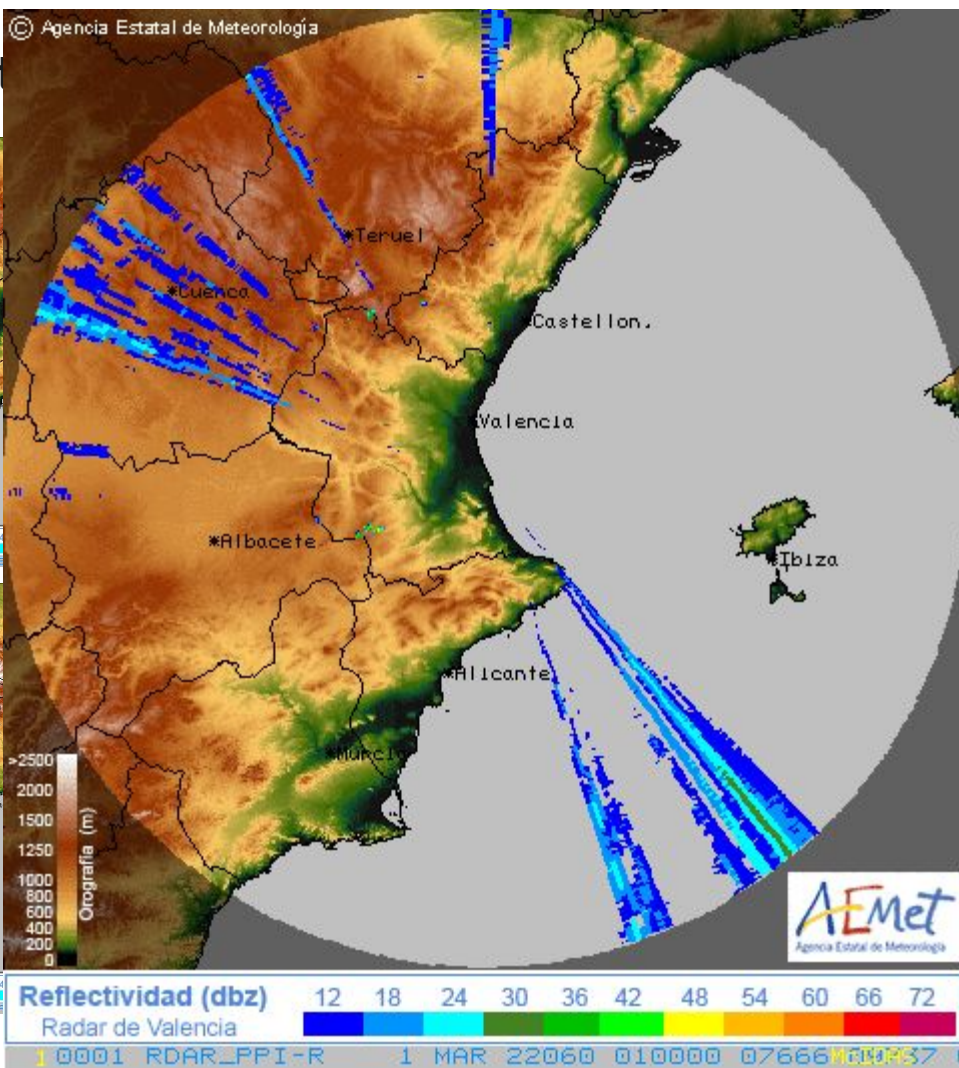 © Agencia Estatal de Meteorología
*Teruel
*Cuenca
Castellon.
Valencia
*Albacete
Ibiza
Alicante
Murcia
>2500
2000
1500
1250
1000
800
600
400
200
0
Orografía (m)
AEMet
Agencia Estatal de Meteorología
Reflectividad (dbz) 12 18 24 30 36 42 48 54 60 66 72
Radar de Valencia
1 0001 RDAR_PPI-R 1 MAR 22060 010000 07666